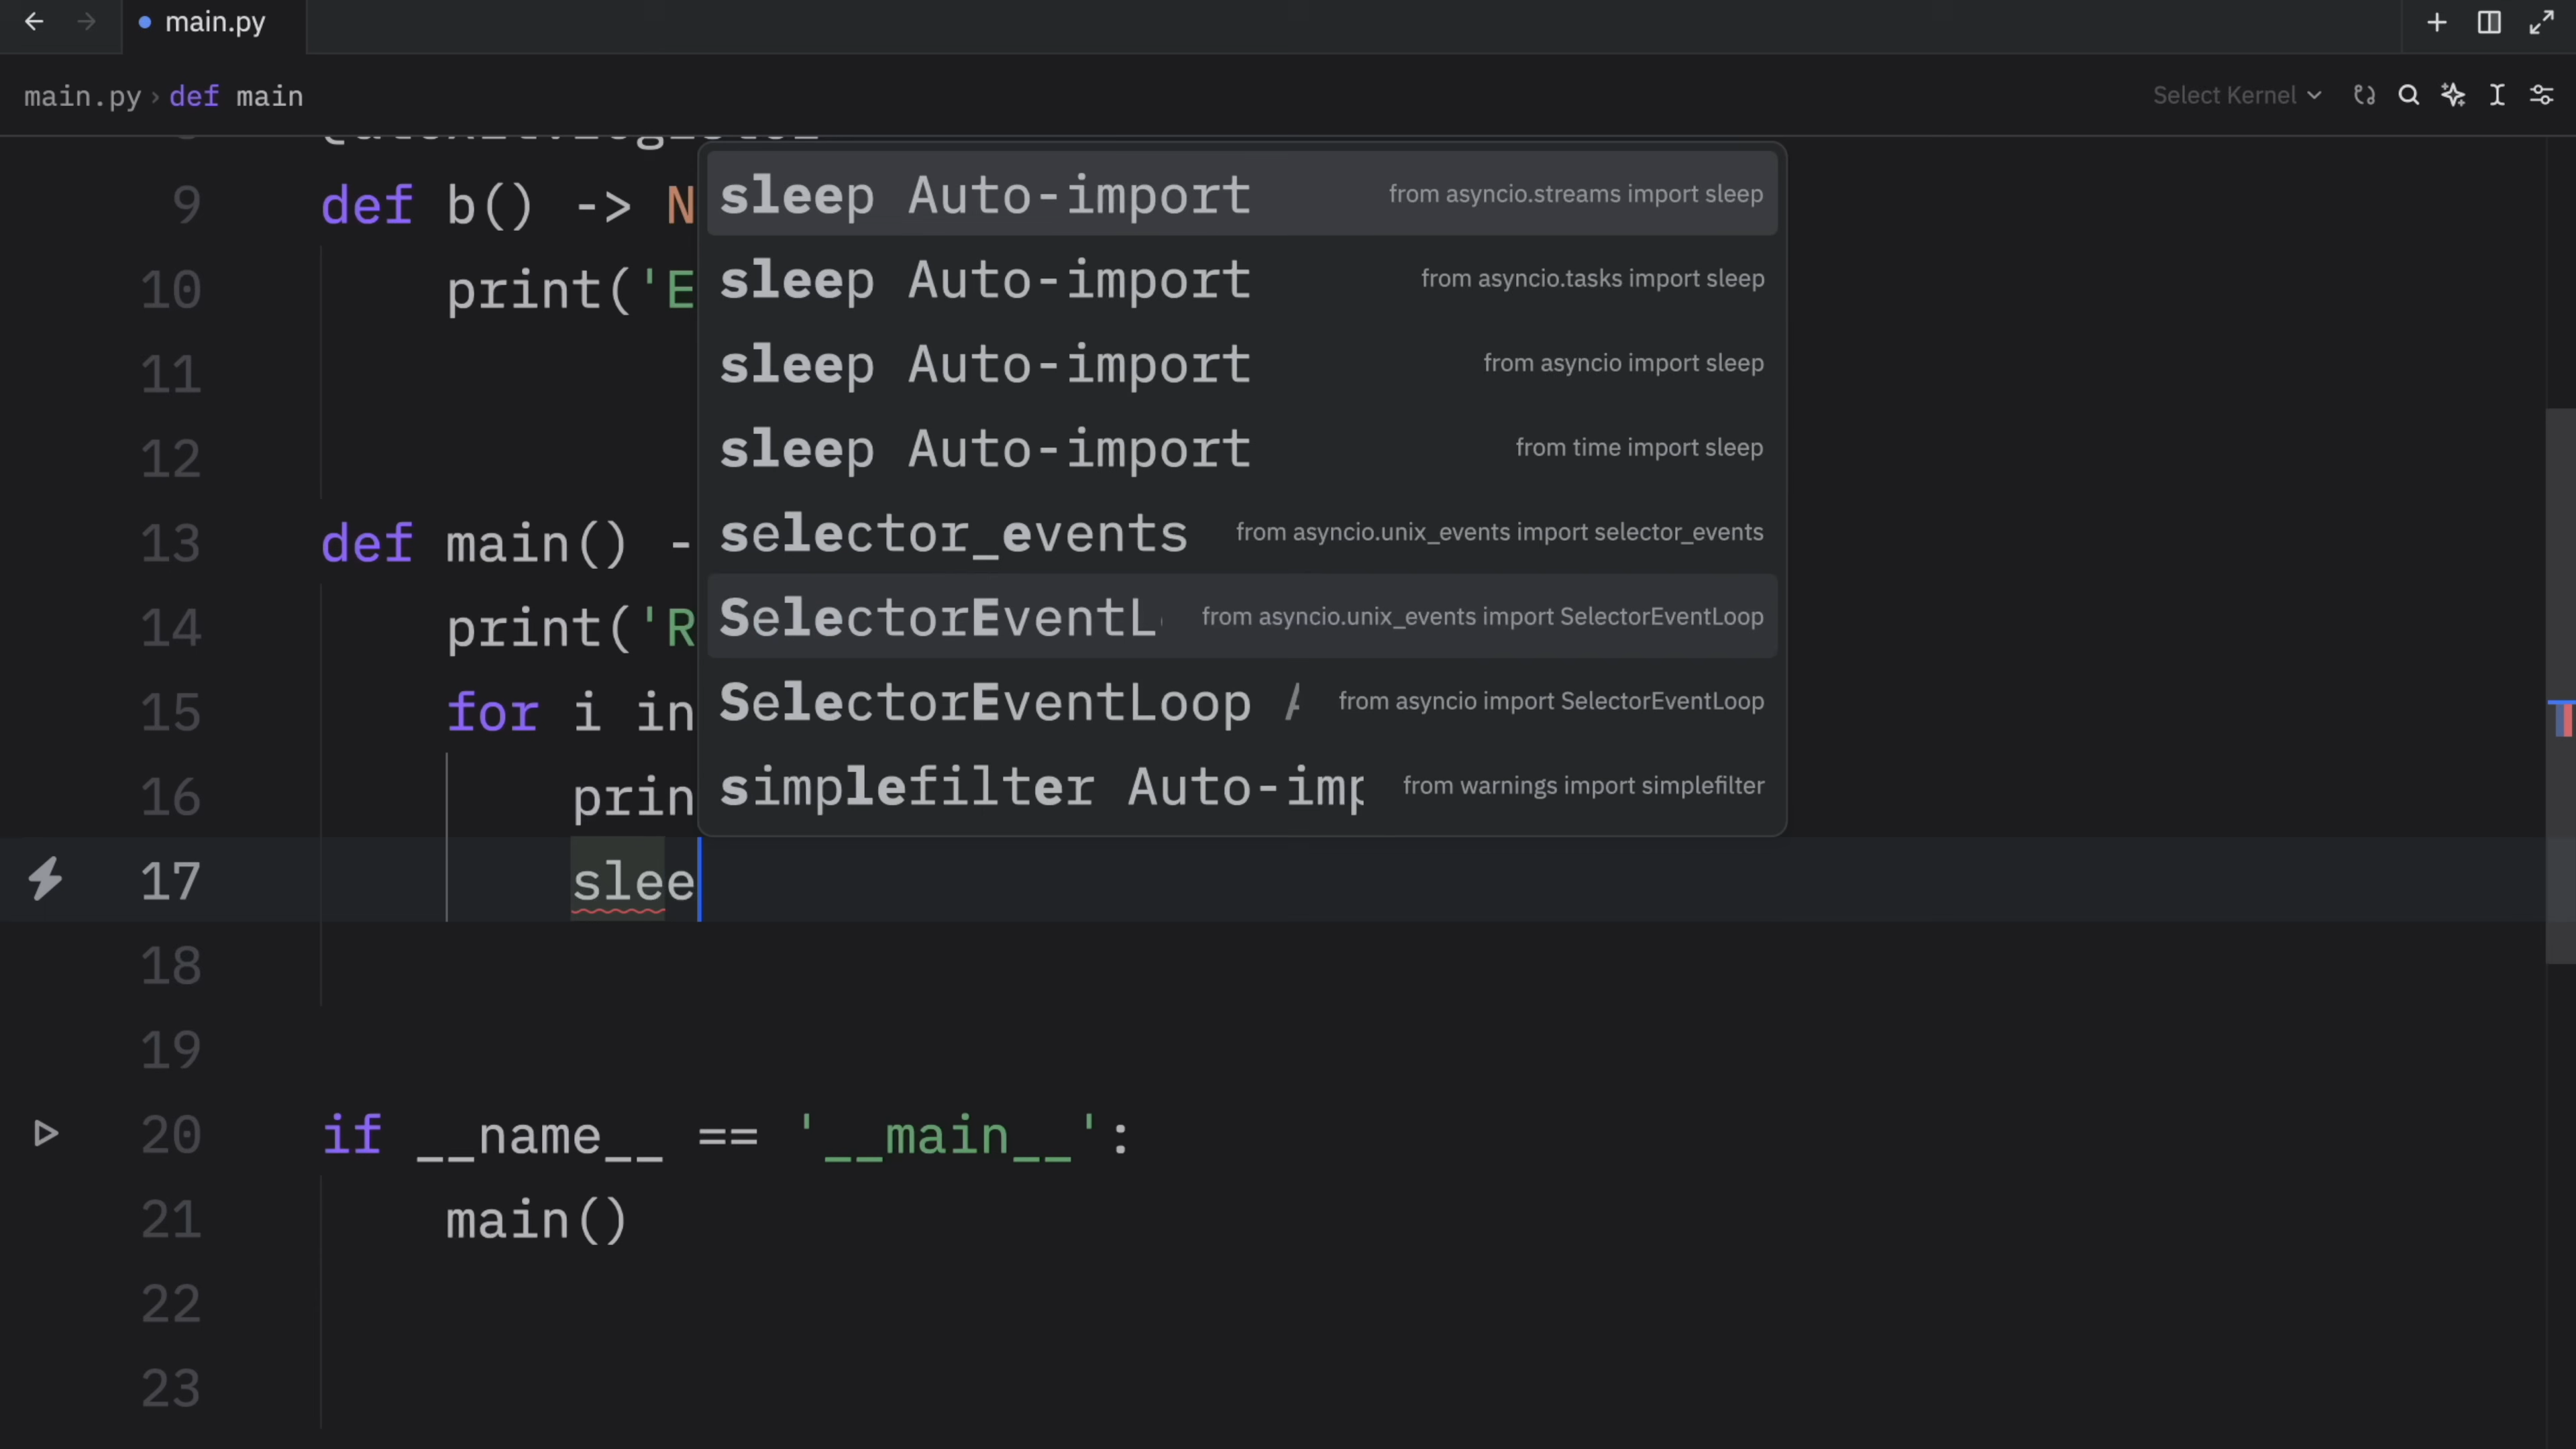 main.py
main.py › def main
Select Kernel
9 def b() -> N
10 print('E
11
12
13 def main() -
14 print('R
15 for i in
16 prin
17 slee
18
19
20 if __name__ == '__main__':
21 main()
22
23
sleep Auto-import from asyncio.streams import sleep
sleep Auto-import from asyncio.tasks import sleep
sleep Auto-import from asyncio import sleep
sleep Auto-import from time import sleep
selector_events from asyncio.unix_events import selector_events
SelectorEventL from asyncio.unix_events import SelectorEventLoop
SelectorEventLoop from asyncio import SelectorEventLoop
simplefilter Auto-imp from warnings import simplefilter